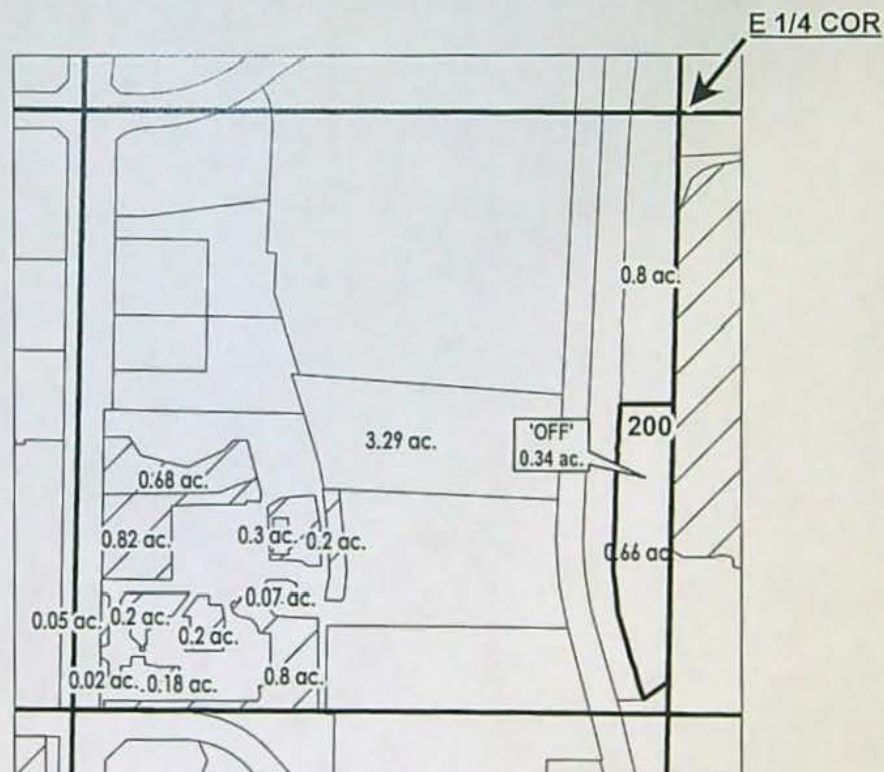 E 1/4 COR
0.8 ac.
200
'OFF'
0.34 ac.
3.29 ac.
0.68 ac.
0.82 ac.
0.3 ac.
0.2 ac.
0.66 ac
0.07 ac.
0.05 ac.
0.2 ac.
0.2 ac.
0.02 ac.
0.18 ac.
0.8 ac.